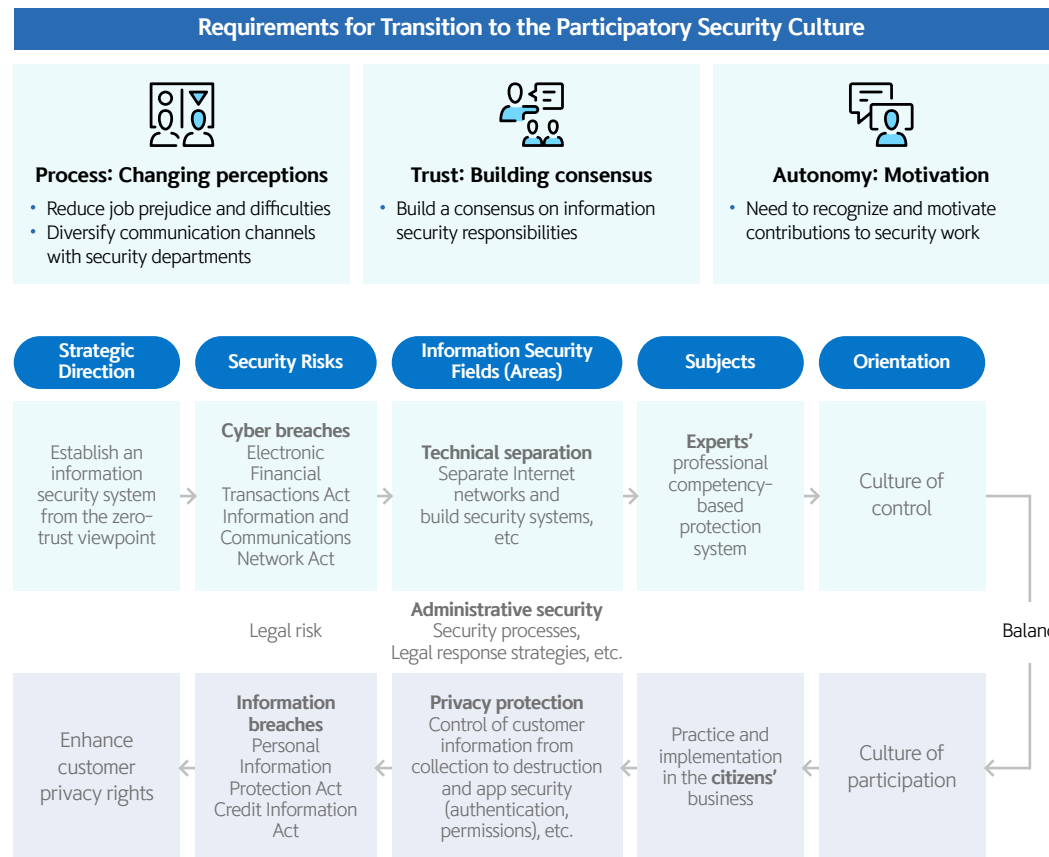 Requirements for Transition to the Participatory Security Culture
Process: Changing perceptions
• Reduce job prejudice and difficulties
• Diversify communication channels
with security departments
Trust: Building consensus
• Build a consensus on information
security responsibilities
Autonomy: Motivation
• Need to recognize and motivate
contributions to security work
Strategic
Direction
Security Risks
Information Security
Fields (Areas)
Subjects
Orientation
Establish an
information
security system
from the zero-
trust viewpoint
Cyber breaches
Electronic
Financial
Transactions Act
Information and
Communications
Network Act
Technical separation
Separate Internet
networks and
build security systems,
etc
Experts’
professional
competency-
based
protection
system
Culture of
control
Legal risk
Administrative security
Security processes,
Legal response strategies, etc.
Balanc
Enhance
customer
privacy rights
Information
breaches
Personal
Information
Protection Act
Credit Information
Act
Privacy protection
Control of customer
information from
collection to destruction
and app security
(authentication,
permissions), etc.
Practice and
implementation
in the citizens’
business
Culture of
participation